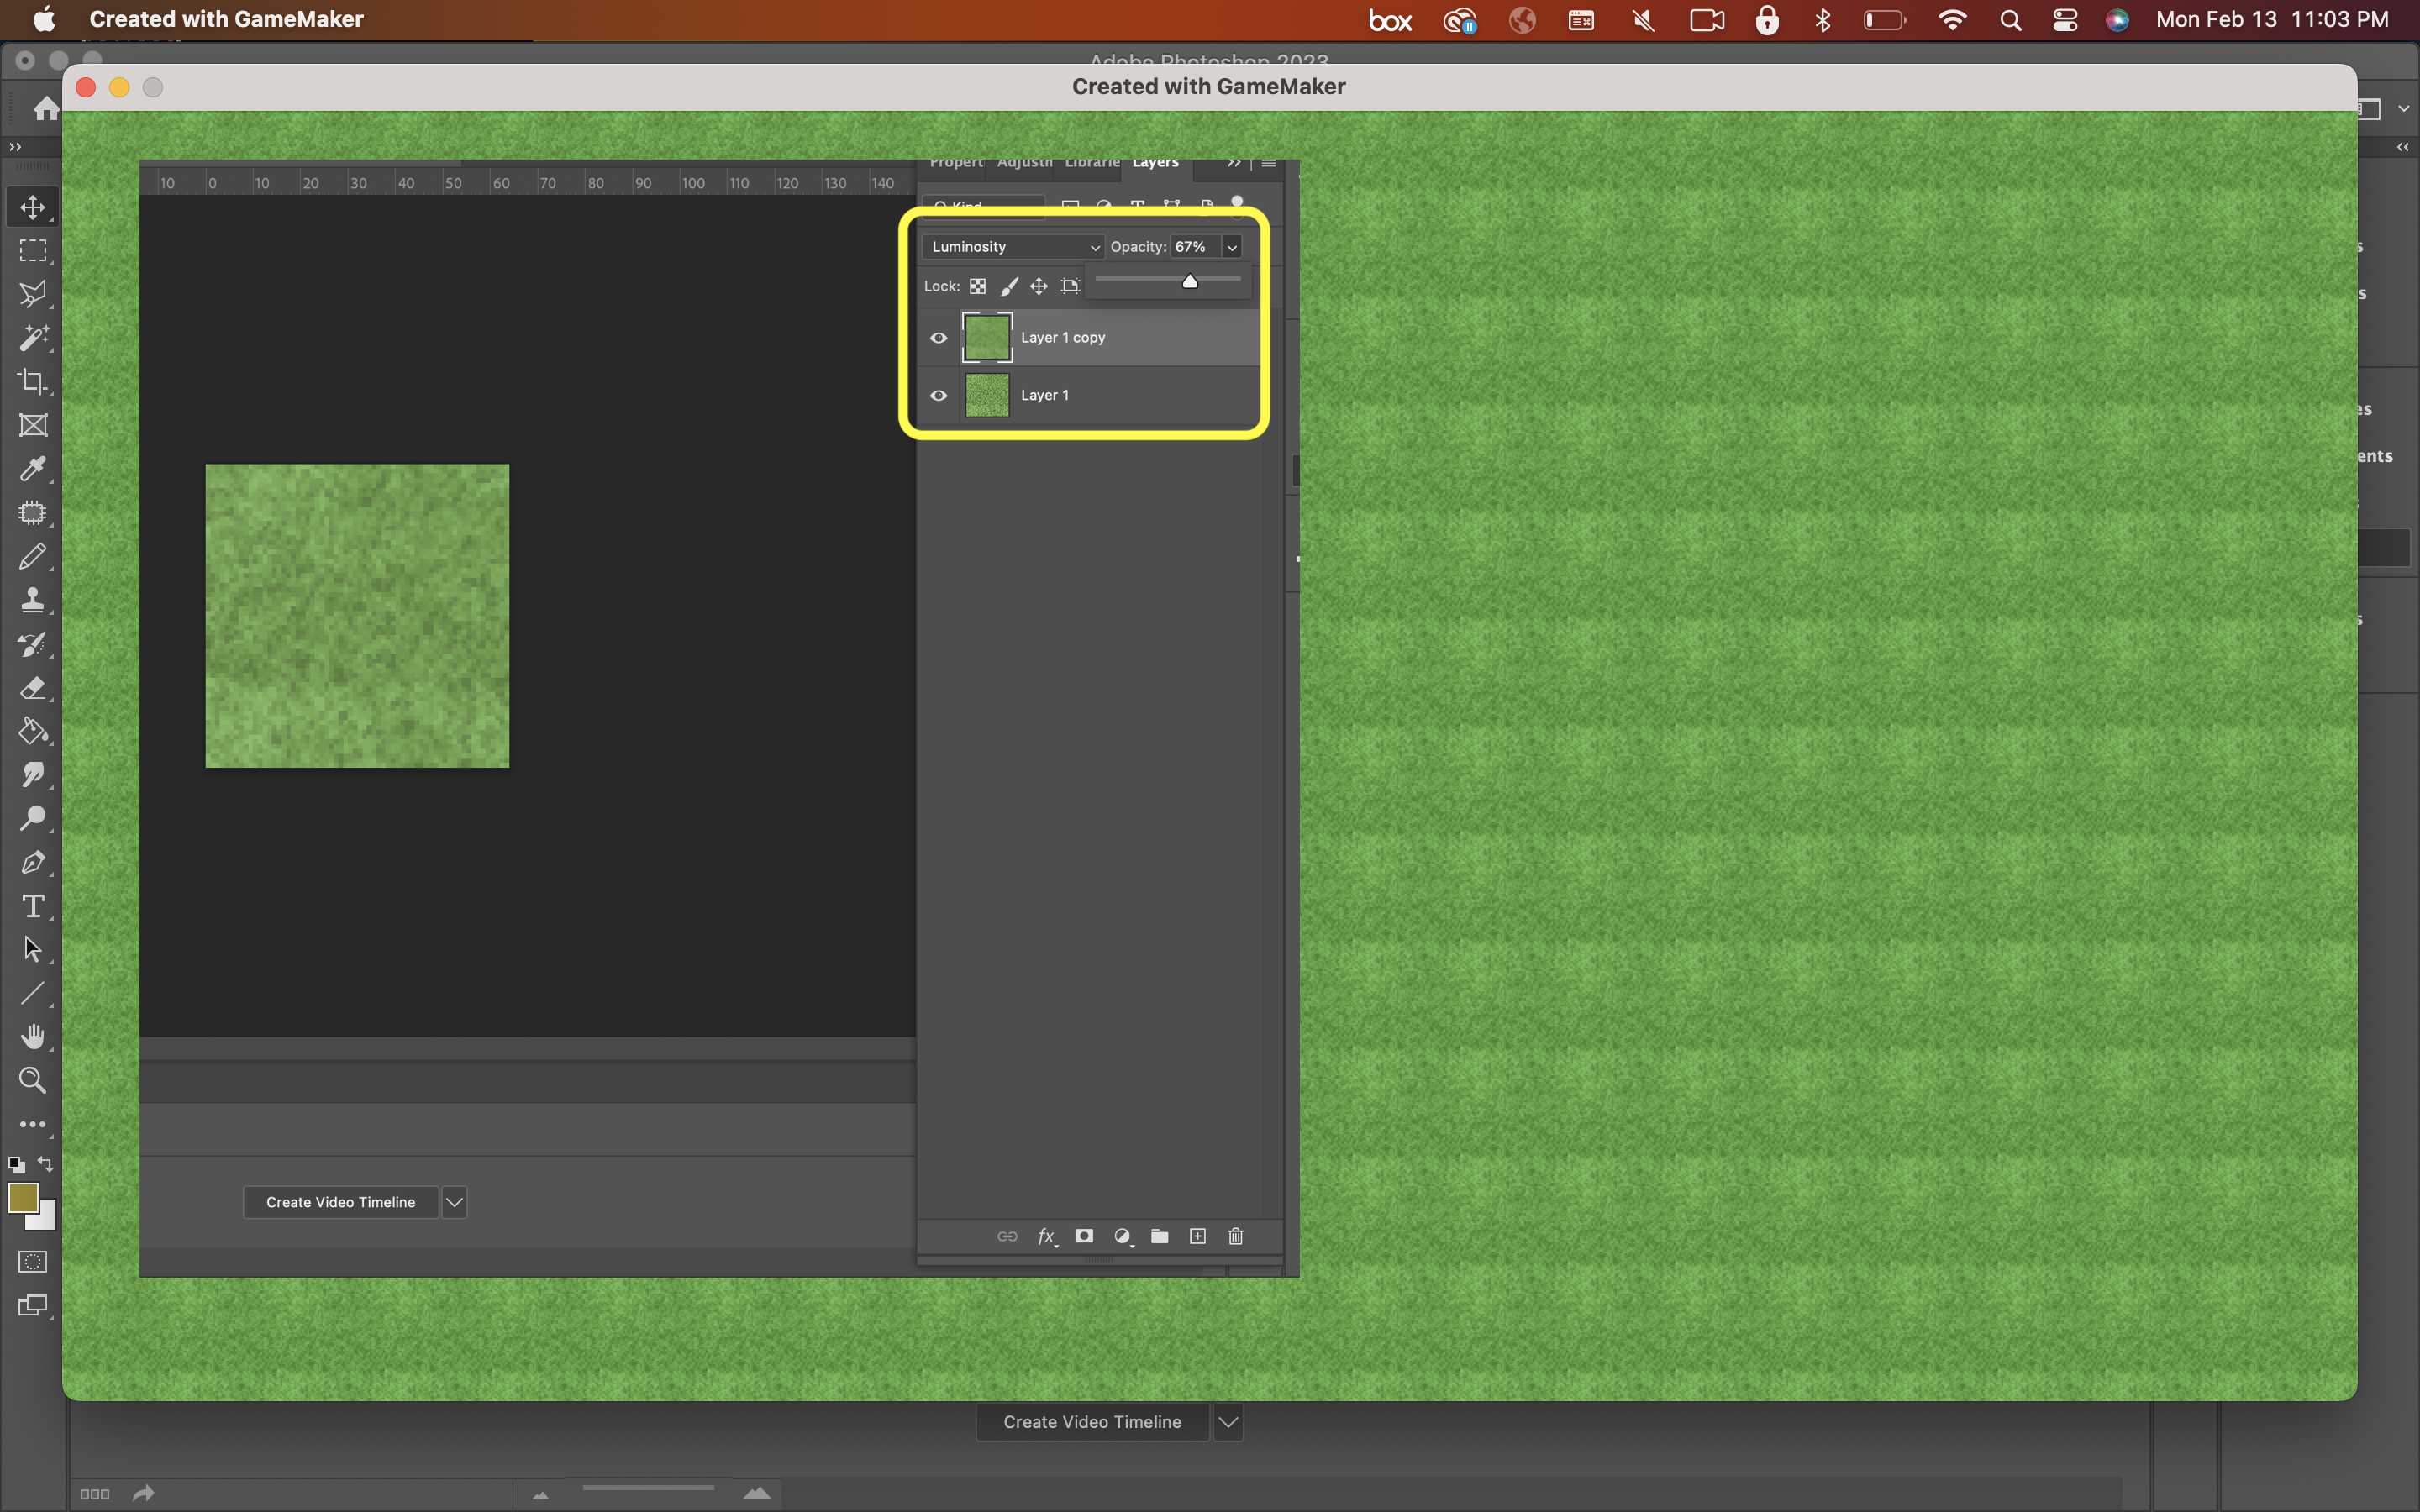 Created with GameMaker
box
Mon Feb 13 11:03 PM
Adobe Photoshop 2023
Created with GameMaker
Propert Adjustn Librarie Layers
10 0 10 20 30 40 50 60 70 80 90 100 110 120 130 140
Kind
Luminosity Opacity: 67%
Lock:
Layer 1 copy
Layer 1
s
s
es
ents
s
T
Create Video Timeline
fx
Create Video Timeline